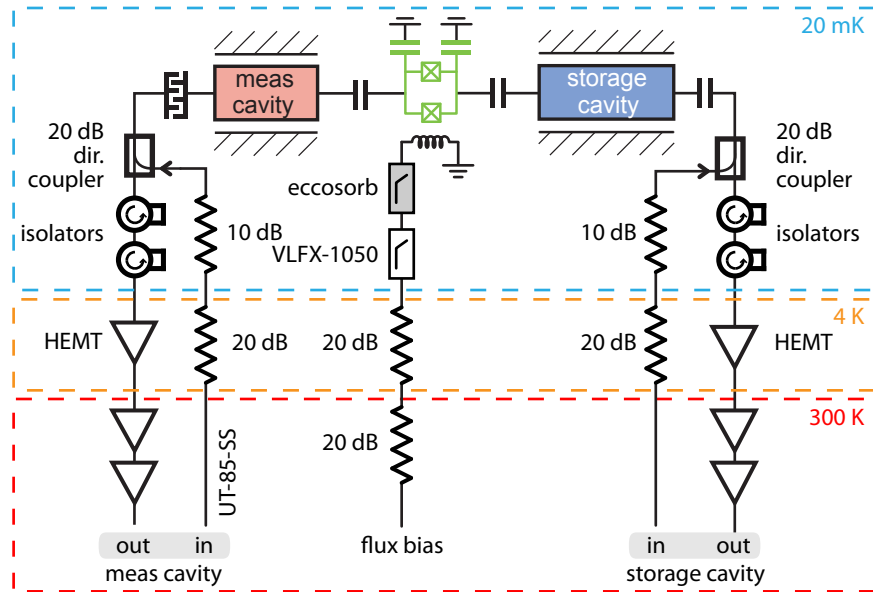 20 mK
meas
cavity
storage
cavity
20 dB
dir.
coupler
20 dB
dir.
coupler
eccosorb
isolators
10 dB
VLFX-1050
10 dB
isolators
4 K
HEMT
20 dB
20 dB
20 dB
HEMT
300 K
20 dB
UT-85-SS
out in
flux bias
in out
meas cavity
storage cavity